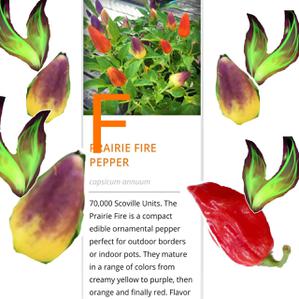 F
PRAIRIE FIRE
PEPPER
capsicum annuum
70,000 Scoville Units. The
Prairie Fire is a compact
edible ornamental pepper
perfect for outdoor borders
or indoor pots. They mature
in a range of colors from
creamy yellow to purple, then
orange and finally red. Flavor